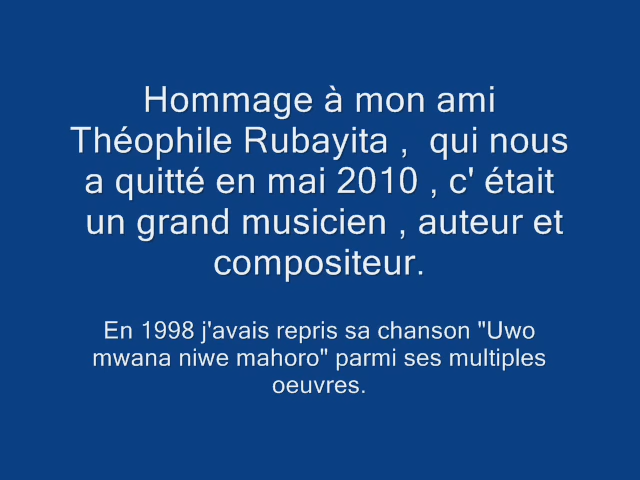 Hommage à mon ami
Théophile Rubayita ,  qui nous
a quitté en mai 2010 , c' était
un grand musicien , auteur et
compositeur.
En 1998 j'avais repris sa chanson "Uwo
mwana niwe mahoro" parmi ses multiples
oeuvres.